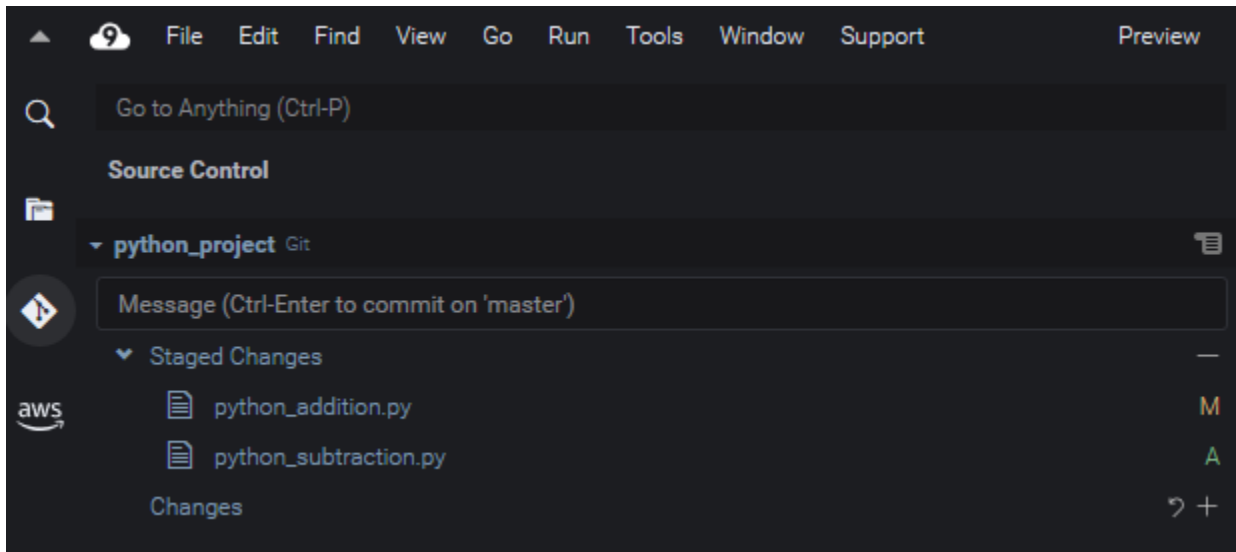 9 File Edit Find View Go Run Tools Window Support Preview
Go to Anything (Ctrl-P)
Source Control
python_project Git
Message (Ctrl-Enter to commit on 'master')
Staged Changes
aws python_addition.py M
python_subtraction.py A
Changes